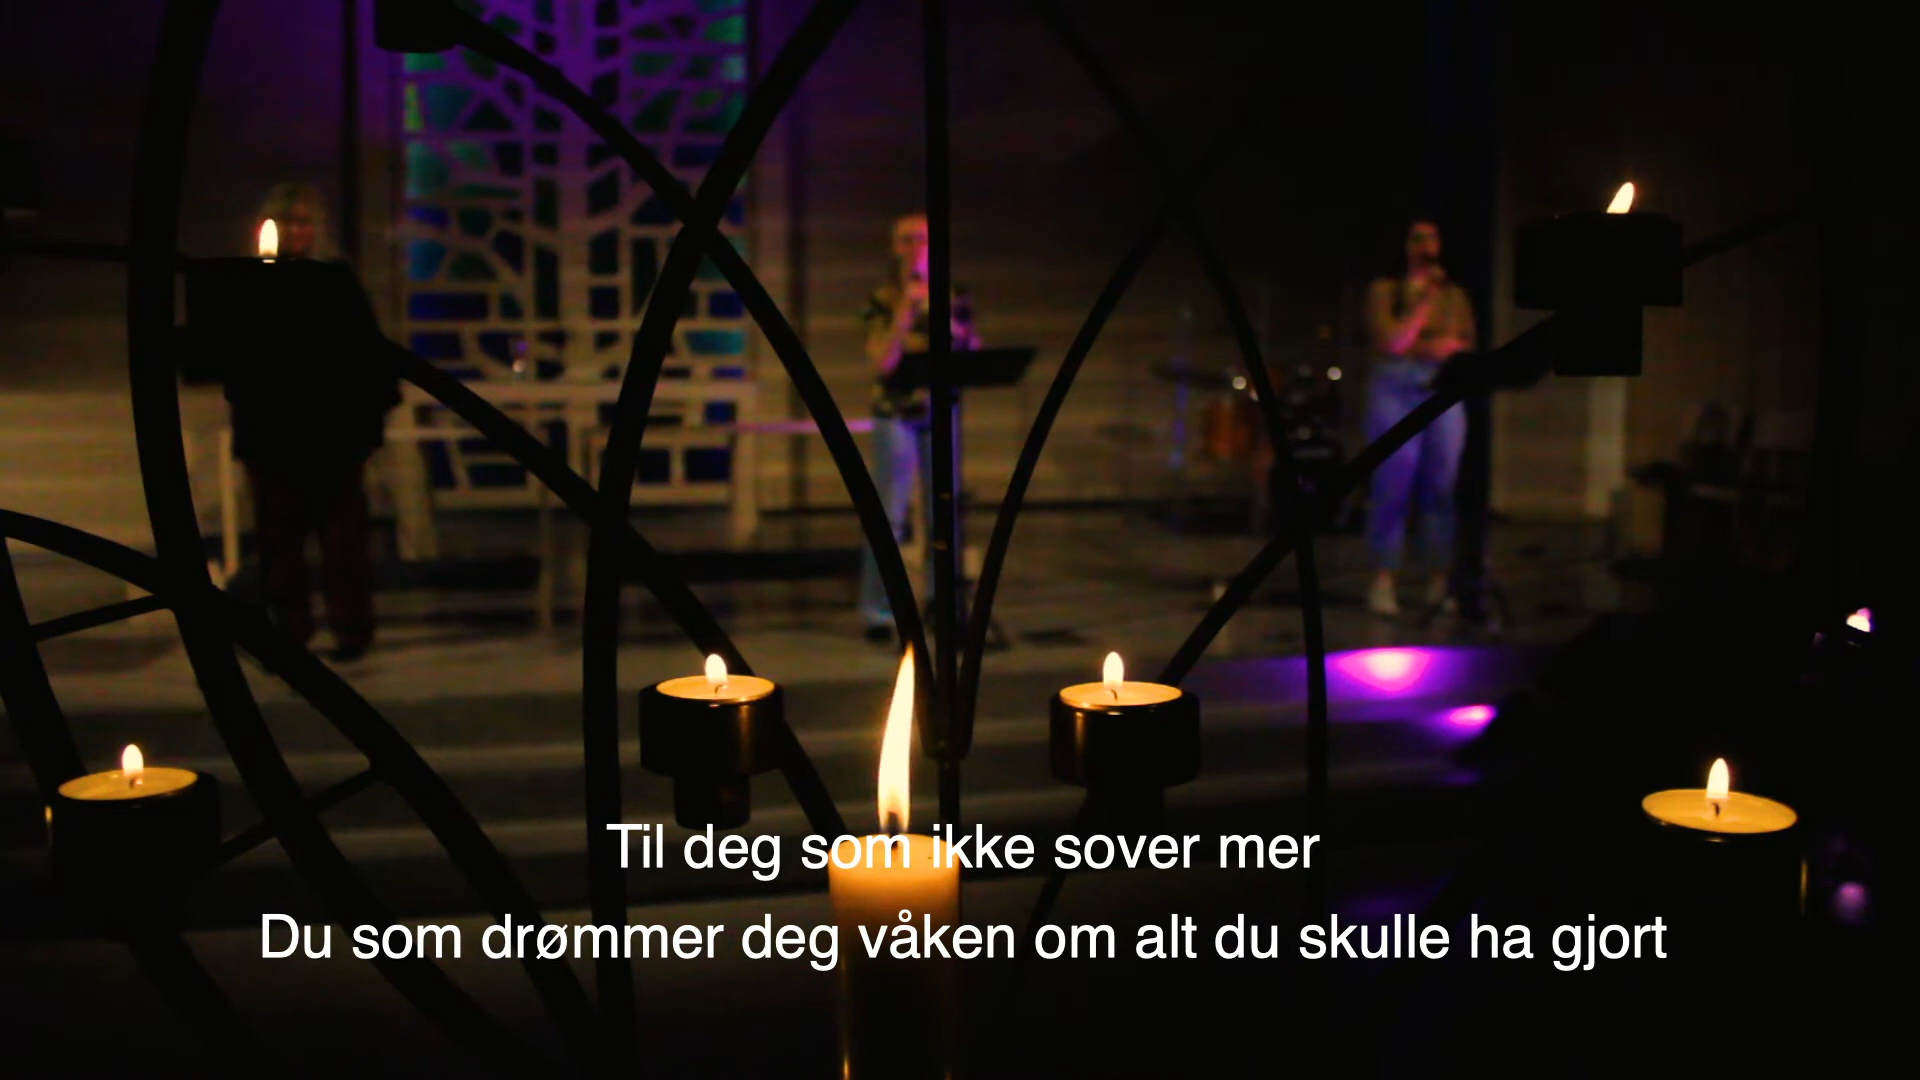 Til deg som ikke sover mer
Du som drømmer deg våken om alt du skulle ha gjort